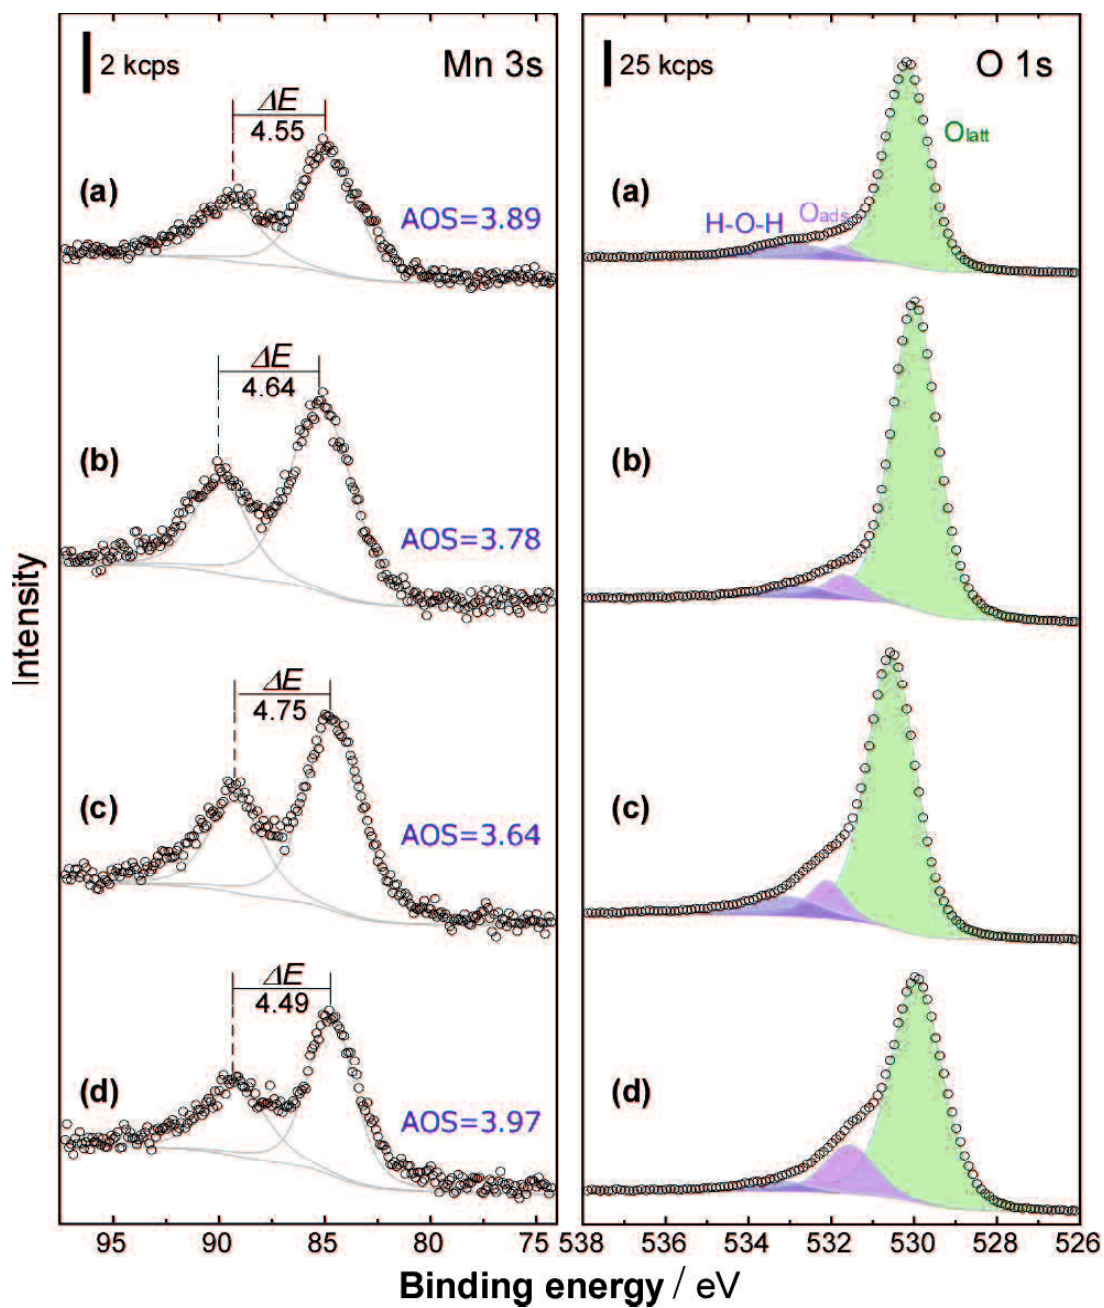 2 kcps
Mn 3s
ΔE
4.55
(a)
AOS=3.89
ΔE
4.64
(b)
AOS=3.78
ΔE
4.75
(c)
AOS=3.64
ΔE
4.49
(d)
AOS=3.97
95 90 85 80 75
25 kcps
O 1s
Olatt
(a)
H-O-H
Oads
(b)
(c)
(d)
538 536 534 532 530 528 526
Intensity
Binding energy / eV